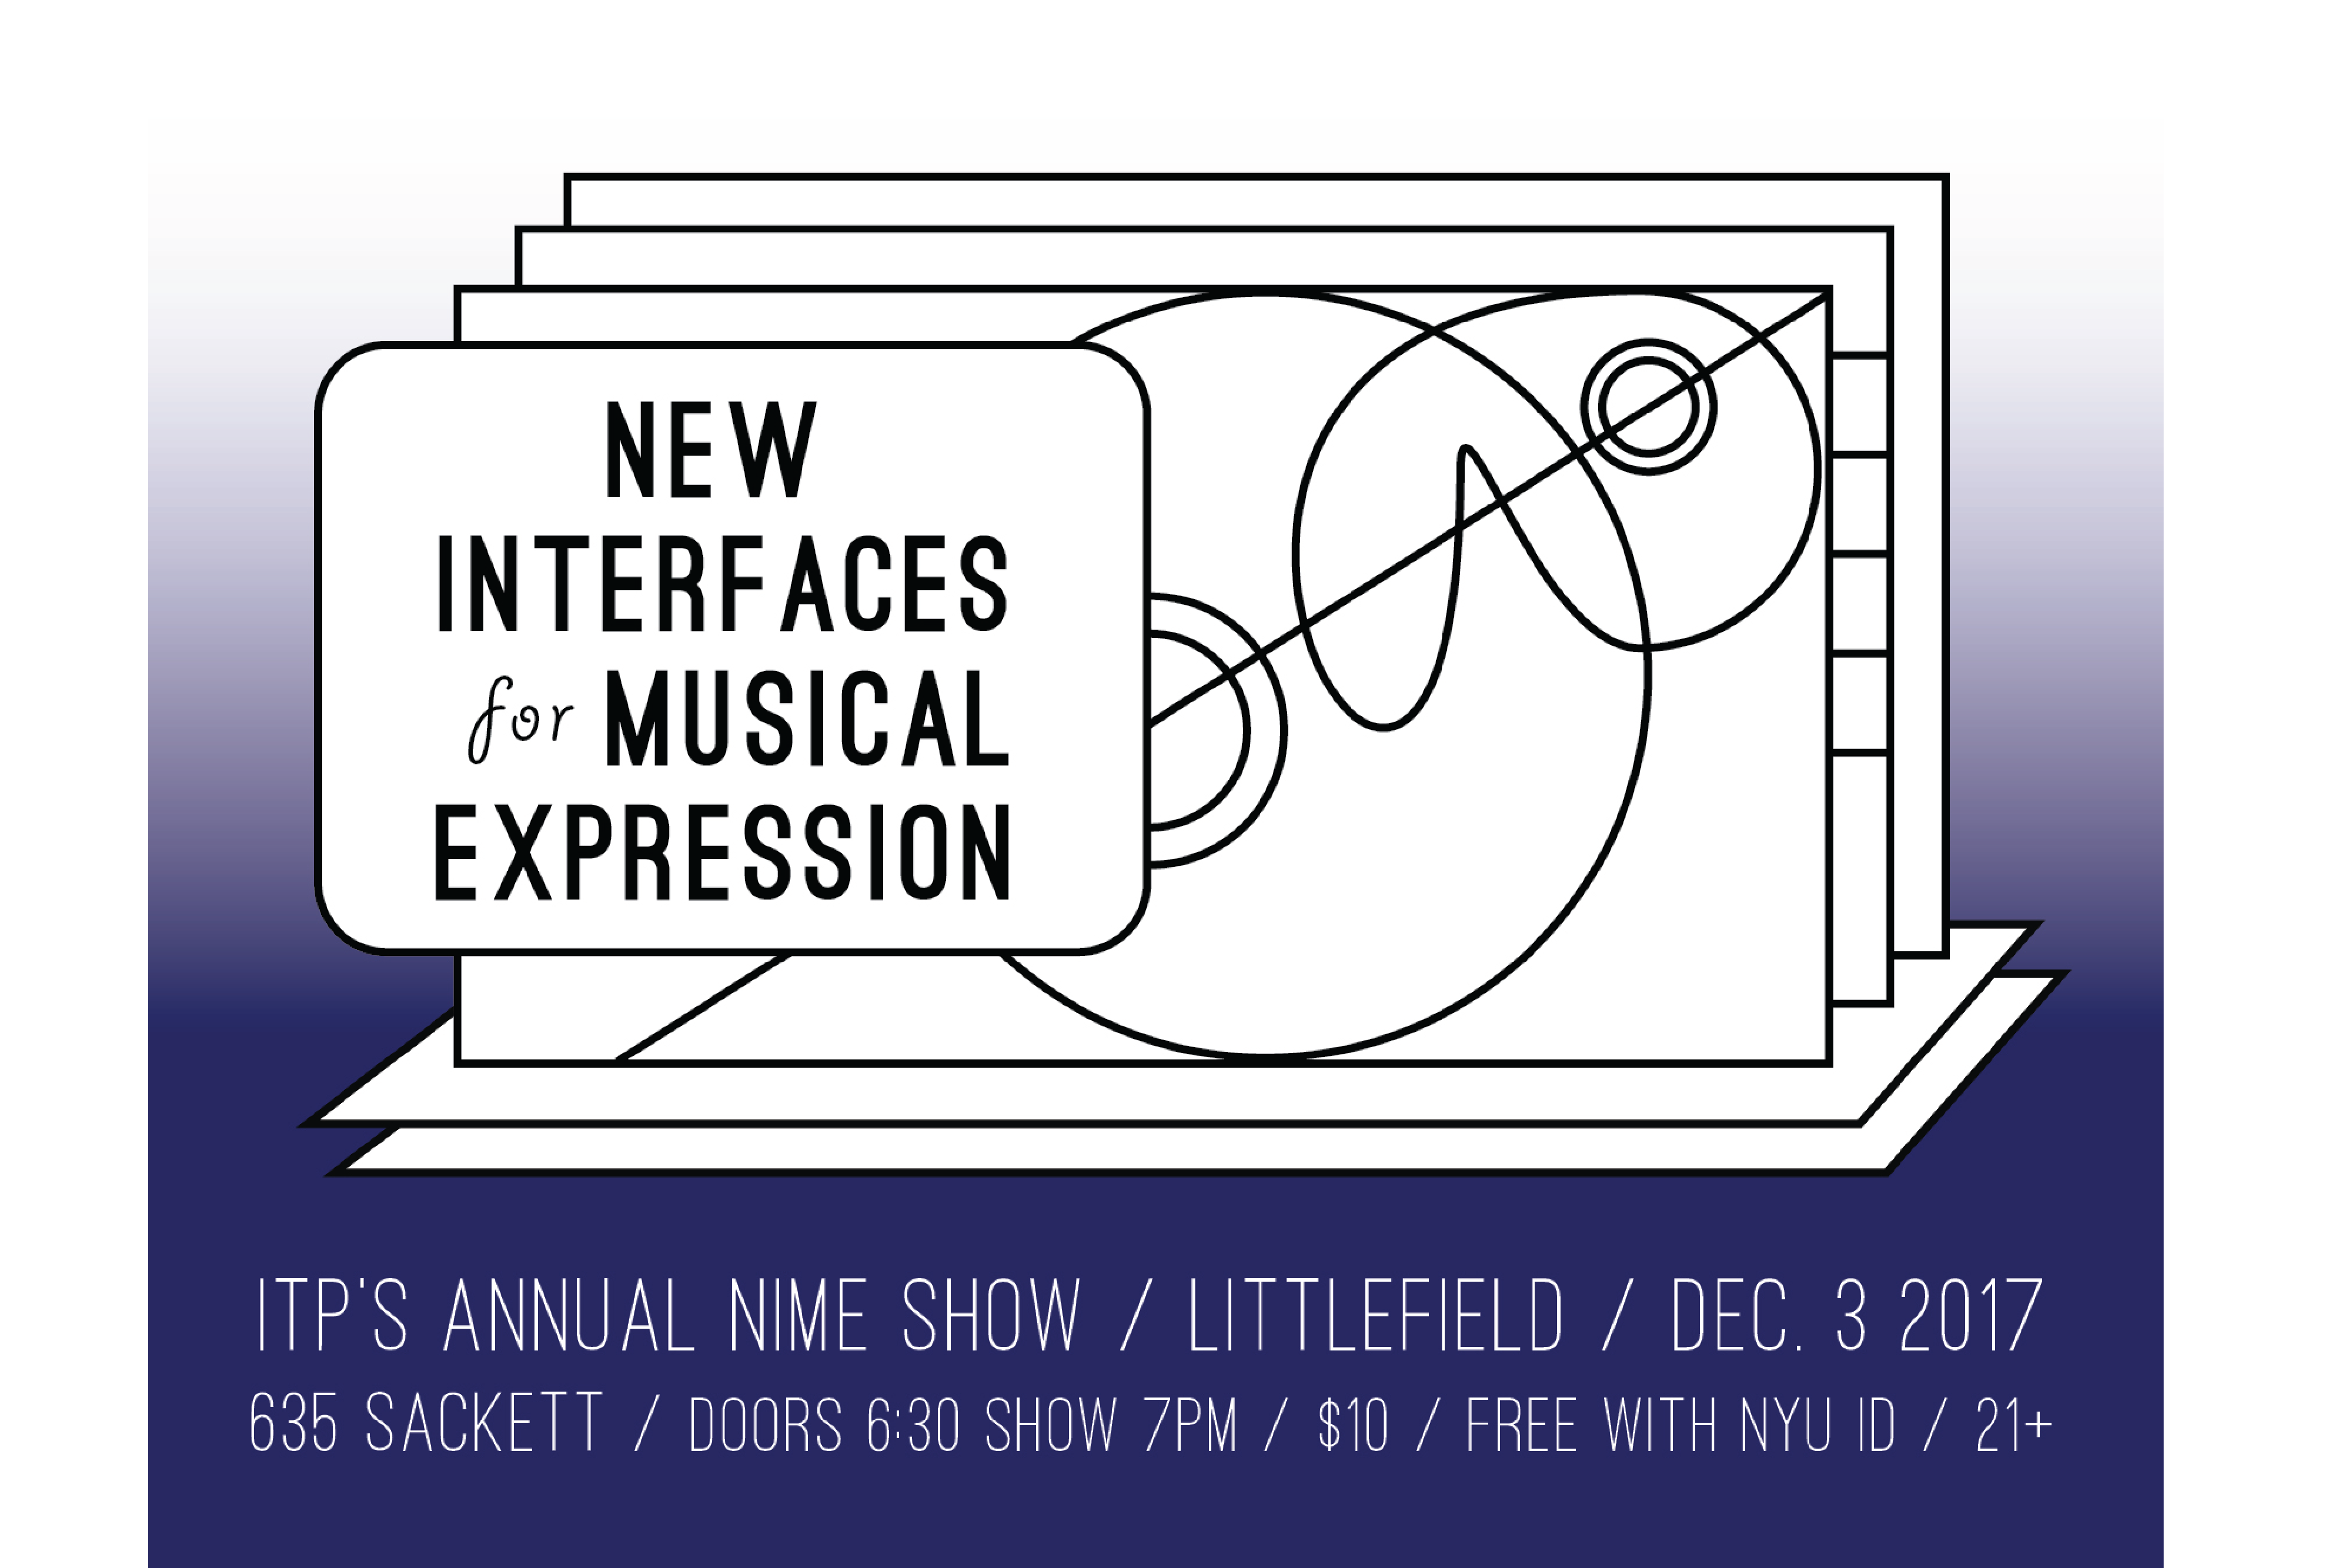 NEW
INTERFACES
for MUSICAL
EXPRESSION
ITP'S ANNUAL NIME SHOW / LITTLEFIELD / DEC. 3 2017
635 SACKETT / DOORS 6:30 SHOW 7PM / $10 / FREE WITH NYU ID / 21+